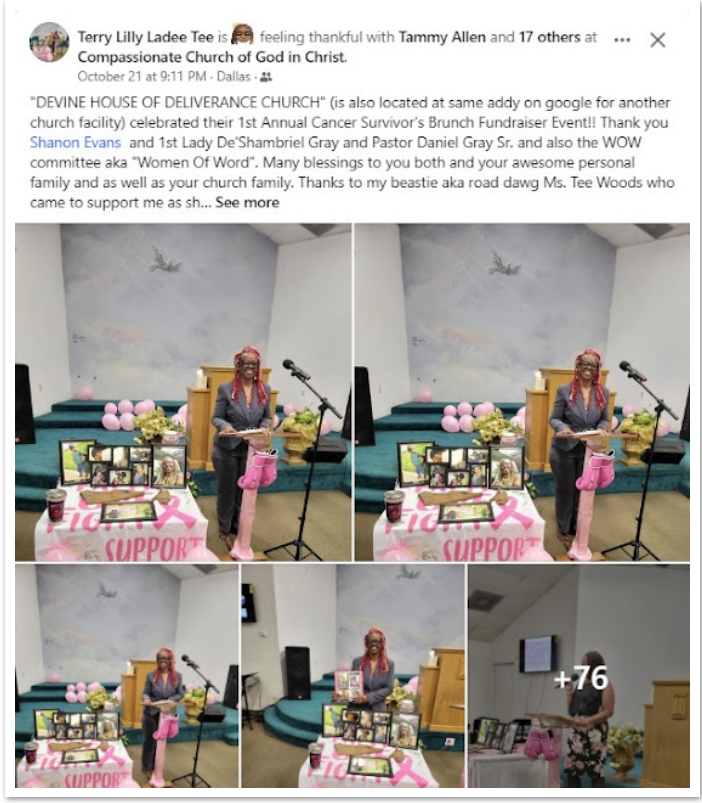 Terry Lilly Ladee Tee is feeling thankful with Tammy Allen and 17 others at
Compassionate Church of God in Christ.
October 21 at 9:11 PM · Dallas ·
"DEVINE HOUSE OF DELIVERANCE CHURCH" (is also located at same addy on google for another
church facility) celebrated their 1st Annual Cancer Survivor's Brunch Fundraiser Event!! Thank you
Shanon Evans and 1st Lady De'Shambriel Gray and Pastor Daniel Gray Sr. and also the WOW
committee aka "Women Of Word". Many blessings to you both and your awesome personal
family and as well as your church family. Thanks to my beastie aka road dawg Ms. Tee Woods who
came to support me as sh... See more
FIGHT
SUPPORT
FIGHT
SUPPORT
SUPPORT
+76